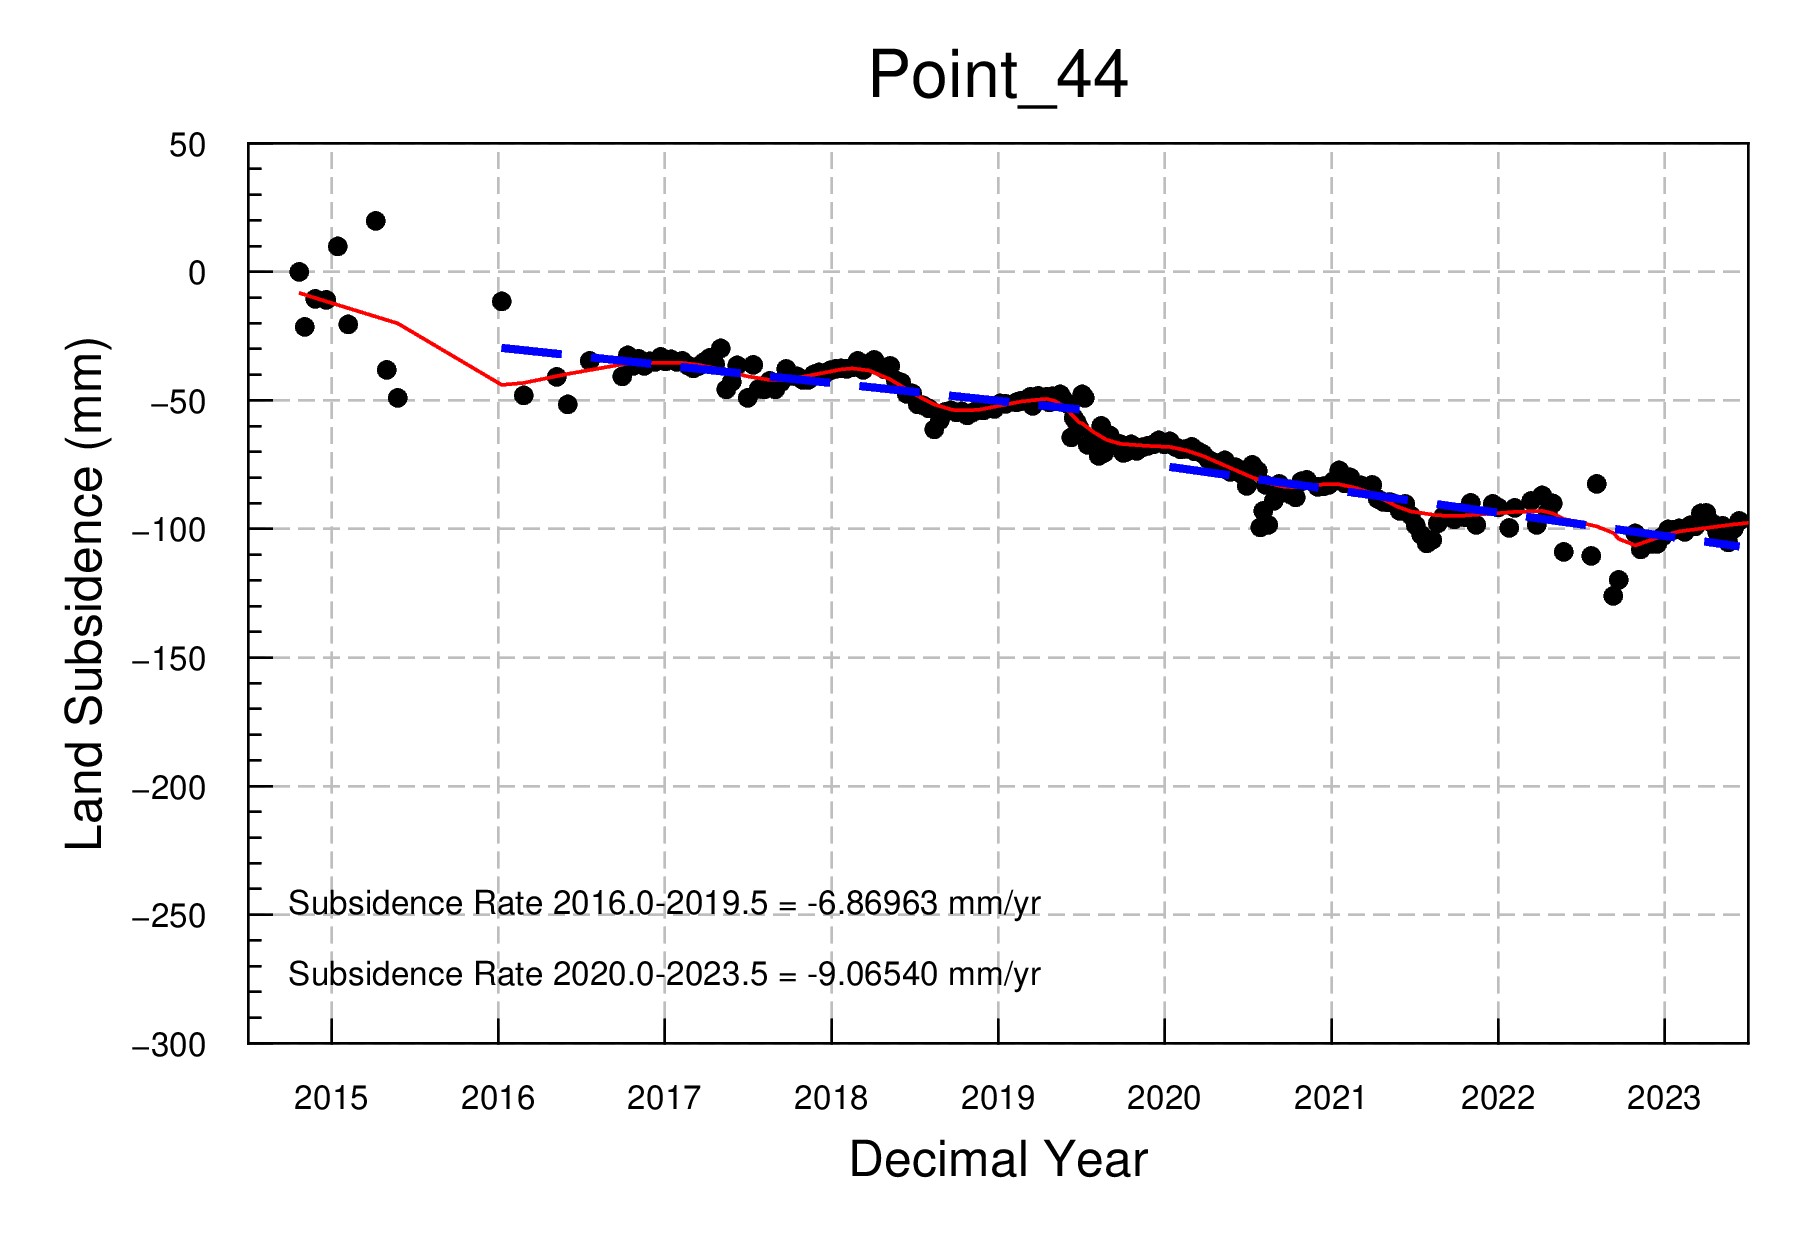 Point_44
50
0
−50
−100
−150
−200
−250
−300
Land Subsidence (mm)
Subsidence Rate 2016.0-2019.5 = -6.86963 mm/yr
Subsidence Rate 2020.0-2023.5 = -9.06540 mm/yr
2015 2016 2017 2018 2019 2020 2021 2022 2023
Decimal Year